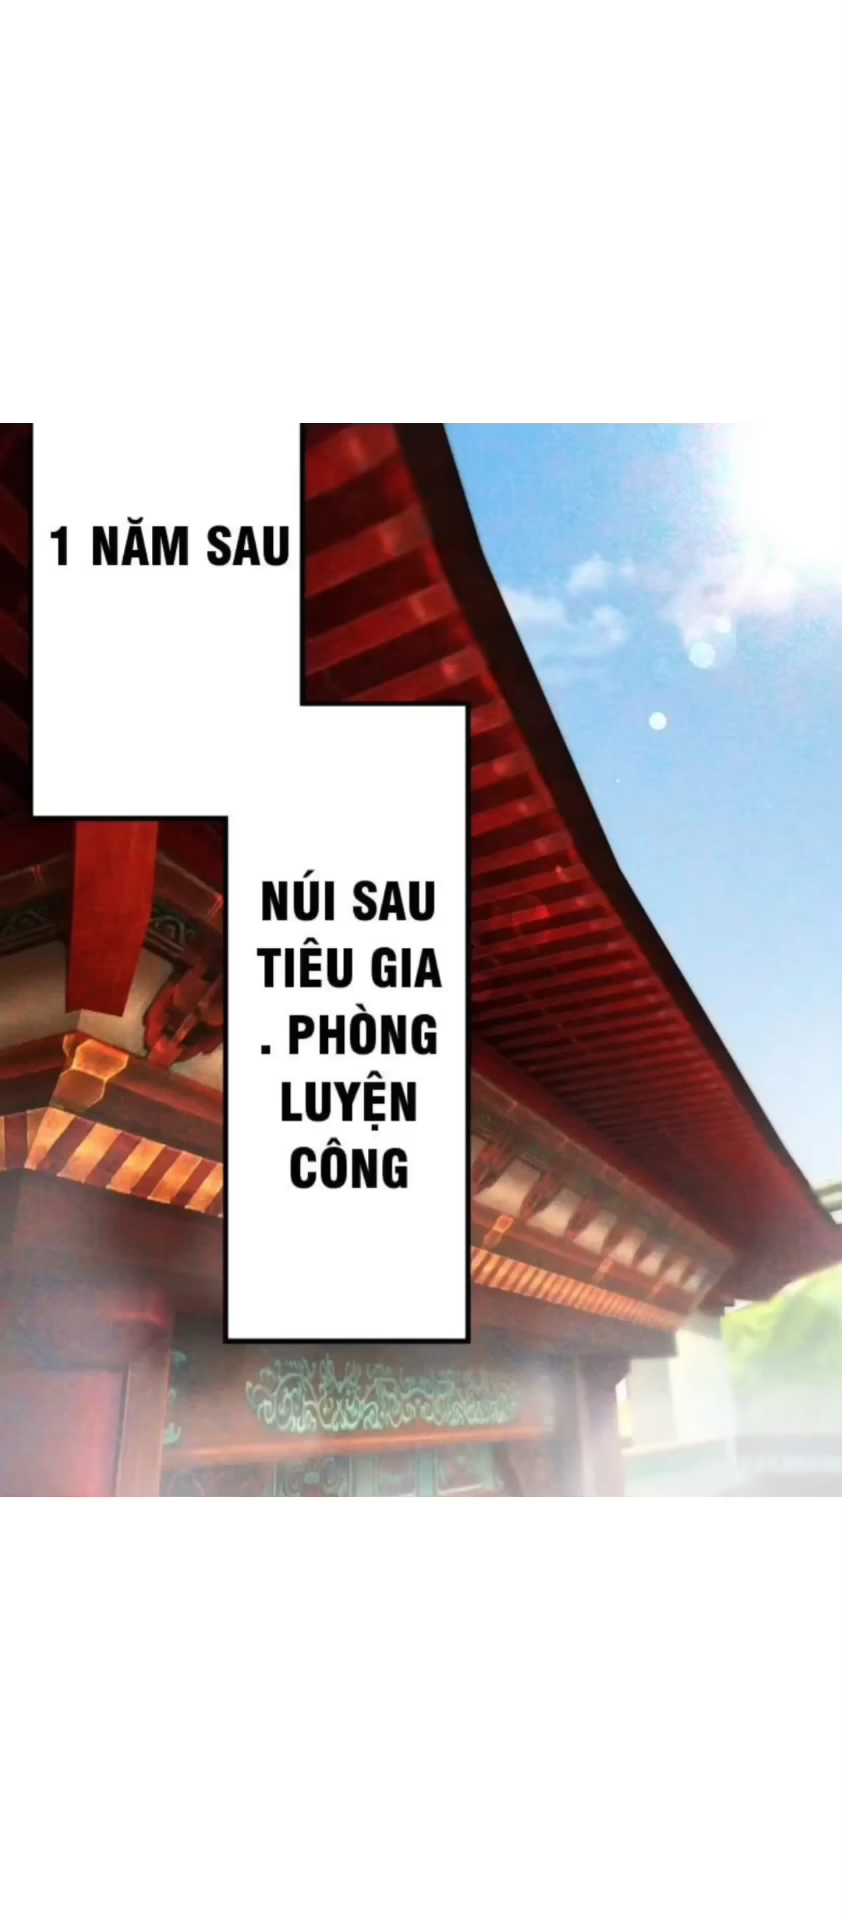 1 NĂM SAU
NÚI SAU
TIÊU GIA
. PHÒNG
LUYỆN
CÔNG